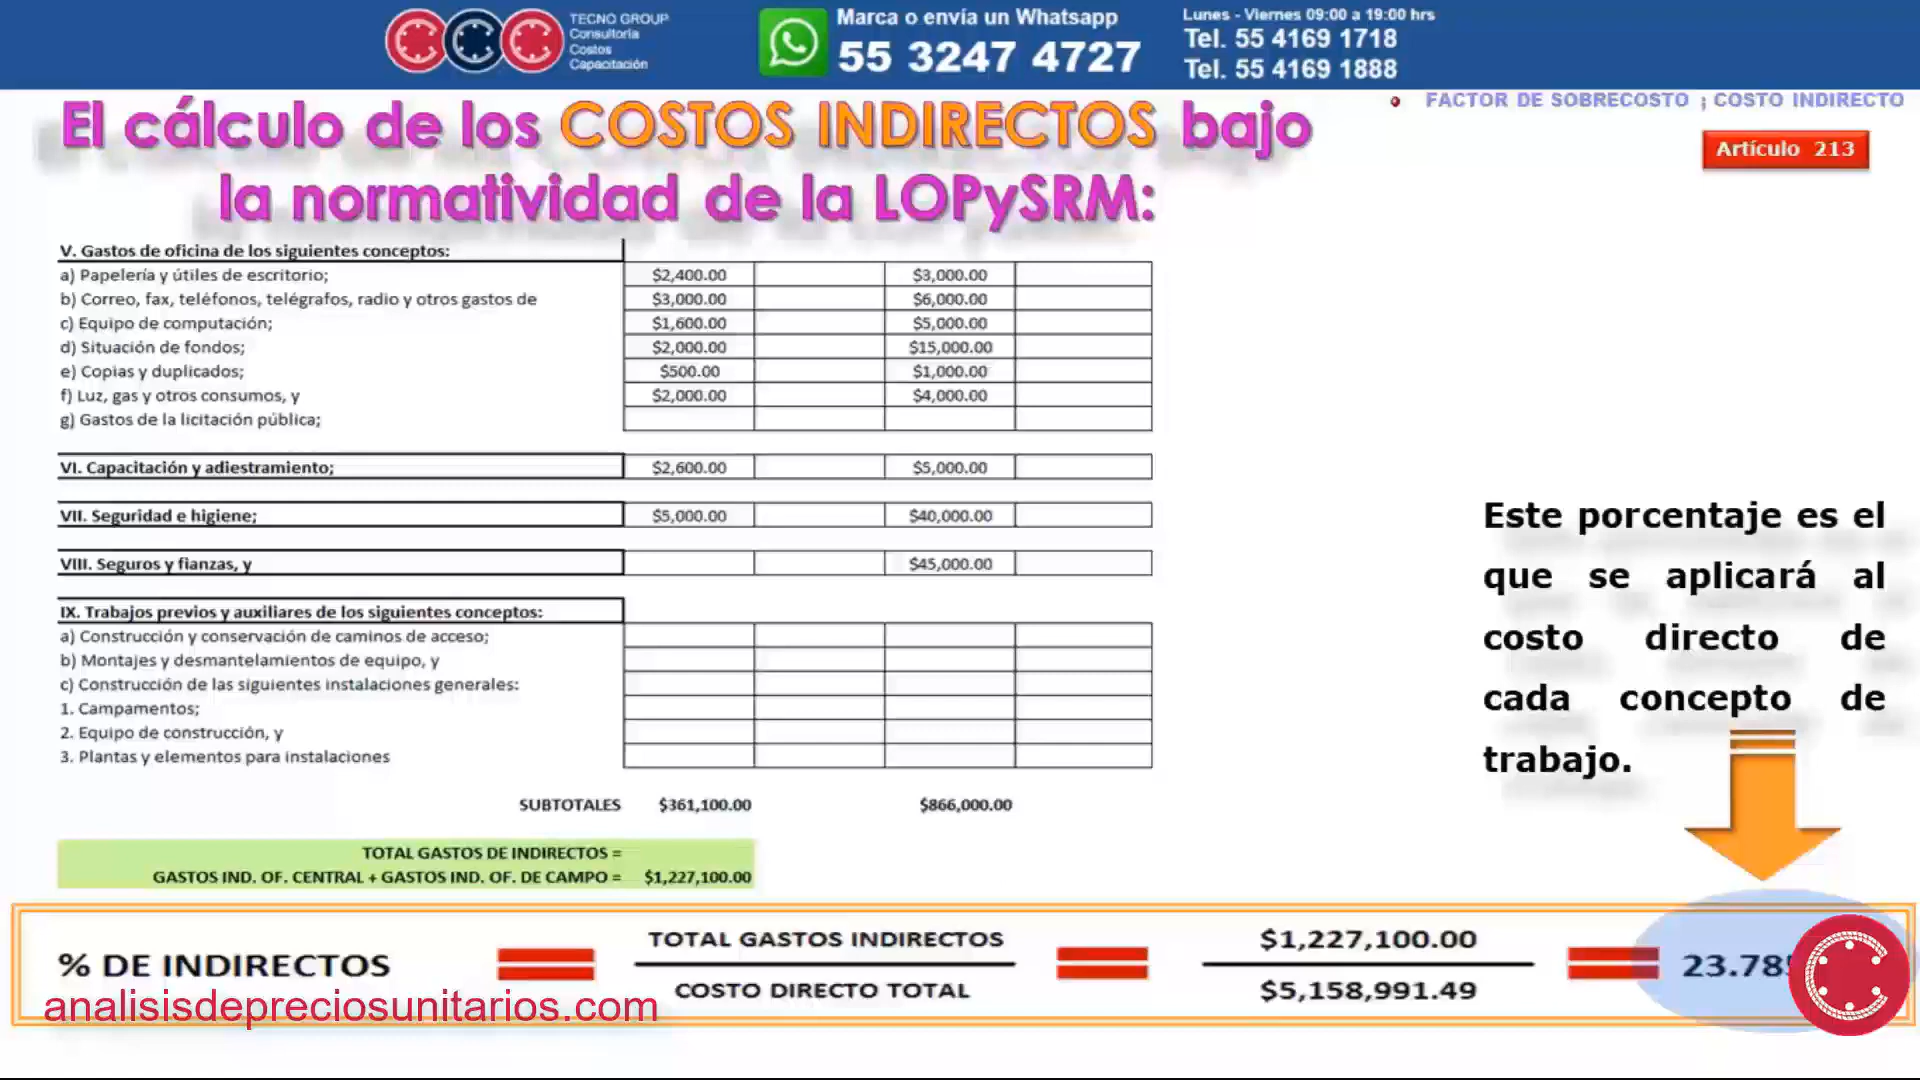 TECNO GROUP
Consultoría
Costos
Capacitación
Marca o envía un Whatsapp
55 3247 4727
Lunes - Viernes 09:00 a 19:00 hrs
Tel. 55 4169 1718
Tel. 55 4169 1888
FACTOR DE SOBRECOSTO ; COSTO INDIRECTO
Artículo 213
El cálculo de los COSTOS INDIRECTOS bajo
la normatividad de la LOPySRM:
V. Gastos de oficina de los siguientes conceptos:
a) Papelería y útiles de escritorio; $2,400.00 $3,000.00
b) Correo, fax, teléfonos, telégrafos, radio y otros gastos de $3,000.00 $6,000.00
c) Equipo de computación; $1,600.00 $5,000.00
d) Situación de fondos; $2,000.00 $15,000.00
e) Copias y duplicados; $500.00 $1,000.00
f) Luz, gas y otros consumos, y $2,000.00 $4,000.00
g) Gastos de la licitación pública;
VI. Capacitación y adiestramiento; $2,600.00 $5,000.00
VII. Seguridad e higiene; $5,000.00 $40,000.00
VIII. Seguros y fianzas, y $45,000.00
IX. Trabajos previos y auxiliares de los siguientes conceptos:
a) Construcción y conservación de caminos de acceso;
b) Montajes y desmantelamientos de equipo, y
c) Construcción de las siguientes instalaciones generales:
1. Campamentos;
2. Equipo de construcción, y
3. Plantas y elementos para instalaciones
SUBTOTALES $361,100.00 $866,000.00
TOTAL GASTOS DE INDIRECTOS =
GASTOS IND. OF. CENTRAL + GASTOS IND. OF. DE CAMPO = $1,227,100.00
Este porcentaje es el
que se aplicará al
costo directo de
cada concepto de
trabajo.
% DE INDIRECTOS = TOTAL GASTOS INDIRECTOS = $1,227,100.00 = 23.78
COSTO DIRECTO TOTAL $5,158,991.49
analisisdepreciosunitarios.com